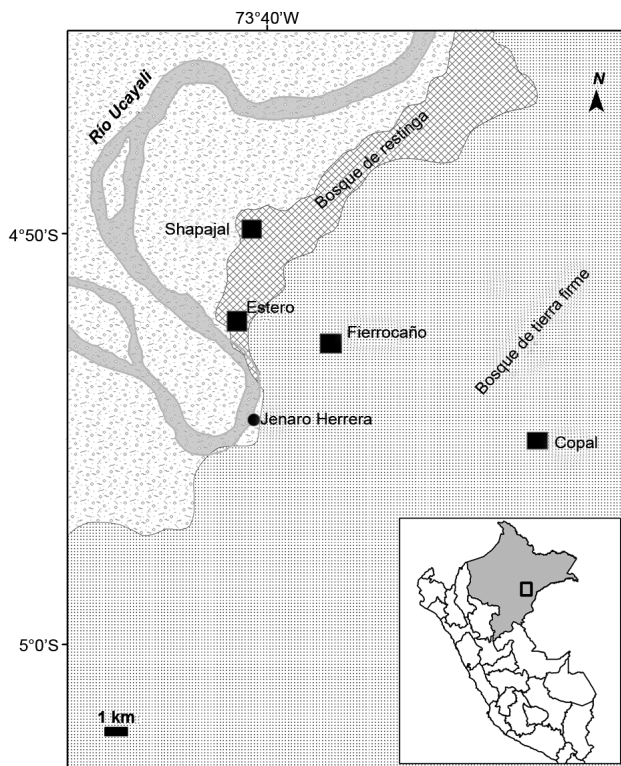 73°40'W
Río Ucayali
N
Bosque de restinga
Shapajal
4°50'S
Estero
Fierrocaño
Bosque de tierra firme
Jenaro Herrera
Copal
5°0'S
1 km